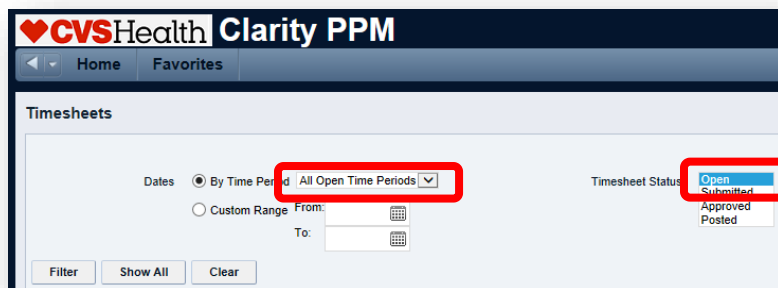 CVSHealth Clarity PPM
Home Favorites
Timesheets
Dates By Time Period All Open Time Periods Timesheet Status Open
Submitted
Custom Range From: Approved
Posted
To:
Filter Show All Clear